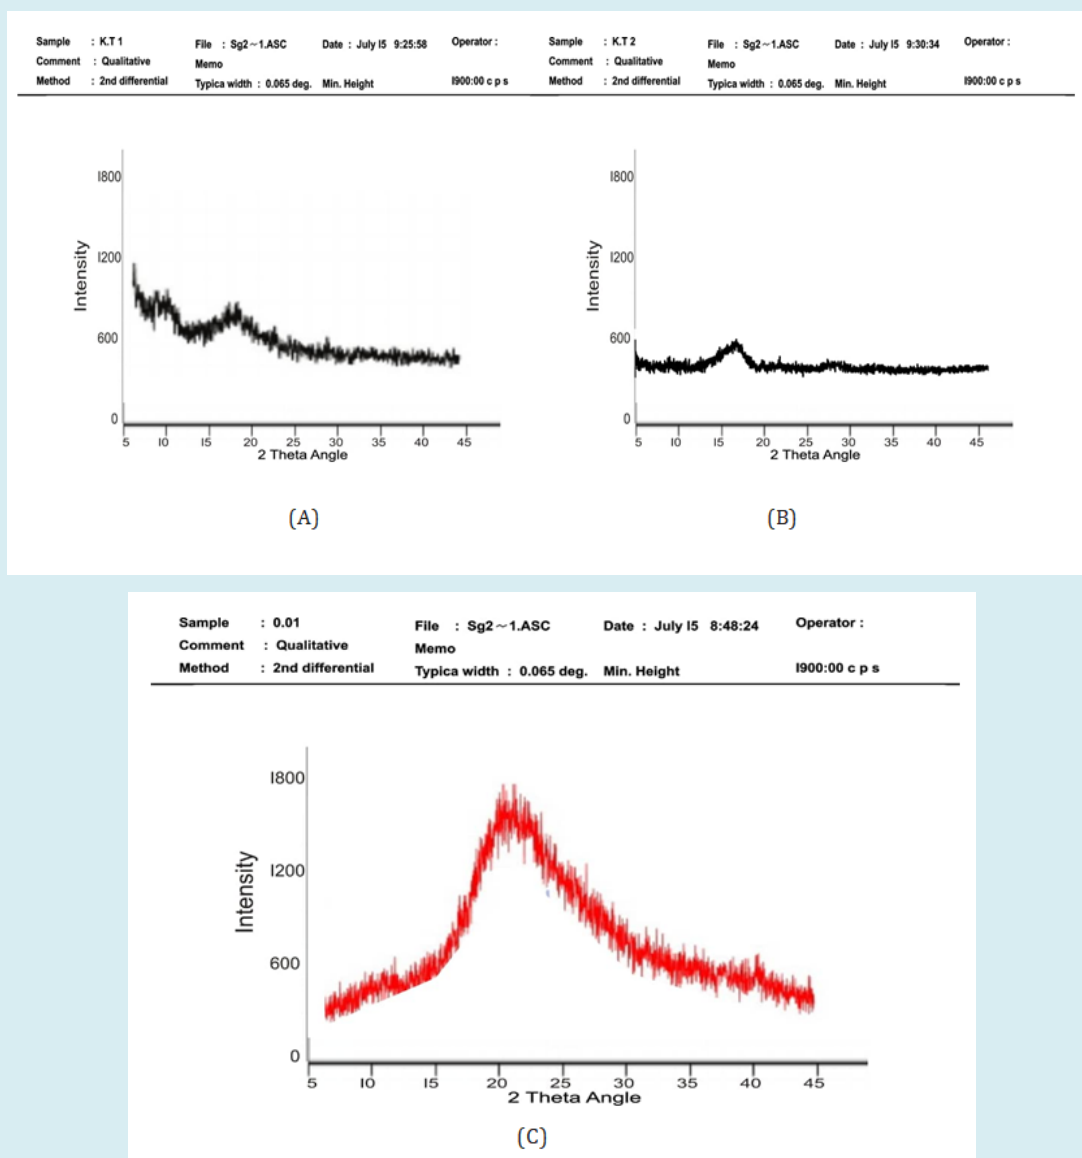 Sample : K.T 1 File : Sg2~1.ASC Date : July I5 9:25:58 Operator :
Comment : Qualitative Memo
Method : 2nd differential Typica width : 0.065 deg. Min. Height I900:00 c p s
I800
I200
600
0
Intensity
5 I0 I5 20 25 30 35 40 45
2 Theta Angle
(A)
Sample : K.T 2 File : Sg2~1.ASC Date : July I5 9:30:34 Operator :
Comment : Qualitative Memo
Method : 2nd differential Typica width : 0.065 deg. Min. Height I900:00 c p s
I800
I200
600
0
Intensity
5 I0 I5 20 25 30 35 40 45
2 Theta Angle
(B)
Sample : 0.01 File : Sg2~1.ASC Date : July I5 8:48:24 Operator :
Comment : Qualitative Memo
Method : 2nd differential Typica width : 0.065 deg. Min. Height I900:00 c p s
I800
I200
600
0
Intensity
5 I0 I5 20 25 30 35 40 45
2 Theta Angle
(C)